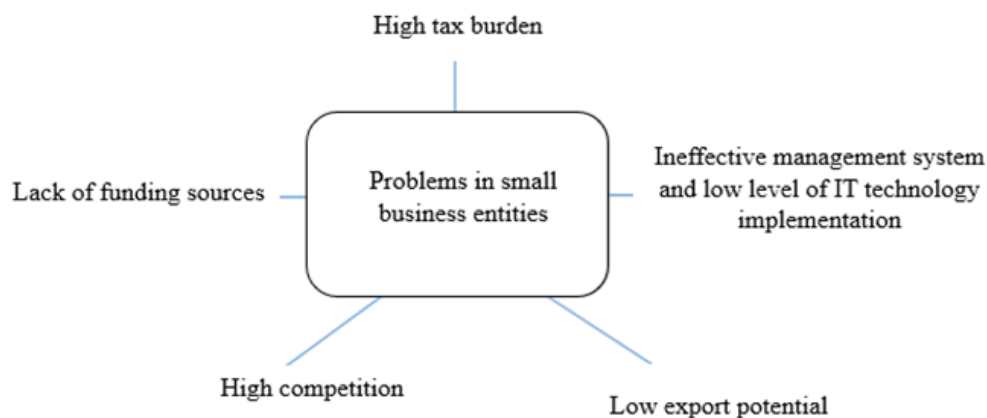 High tax burden
Lack of funding sources
Problems in small
business entities
Ineffective management system
and low level of IT technology
implementation
High competition
Low export potential